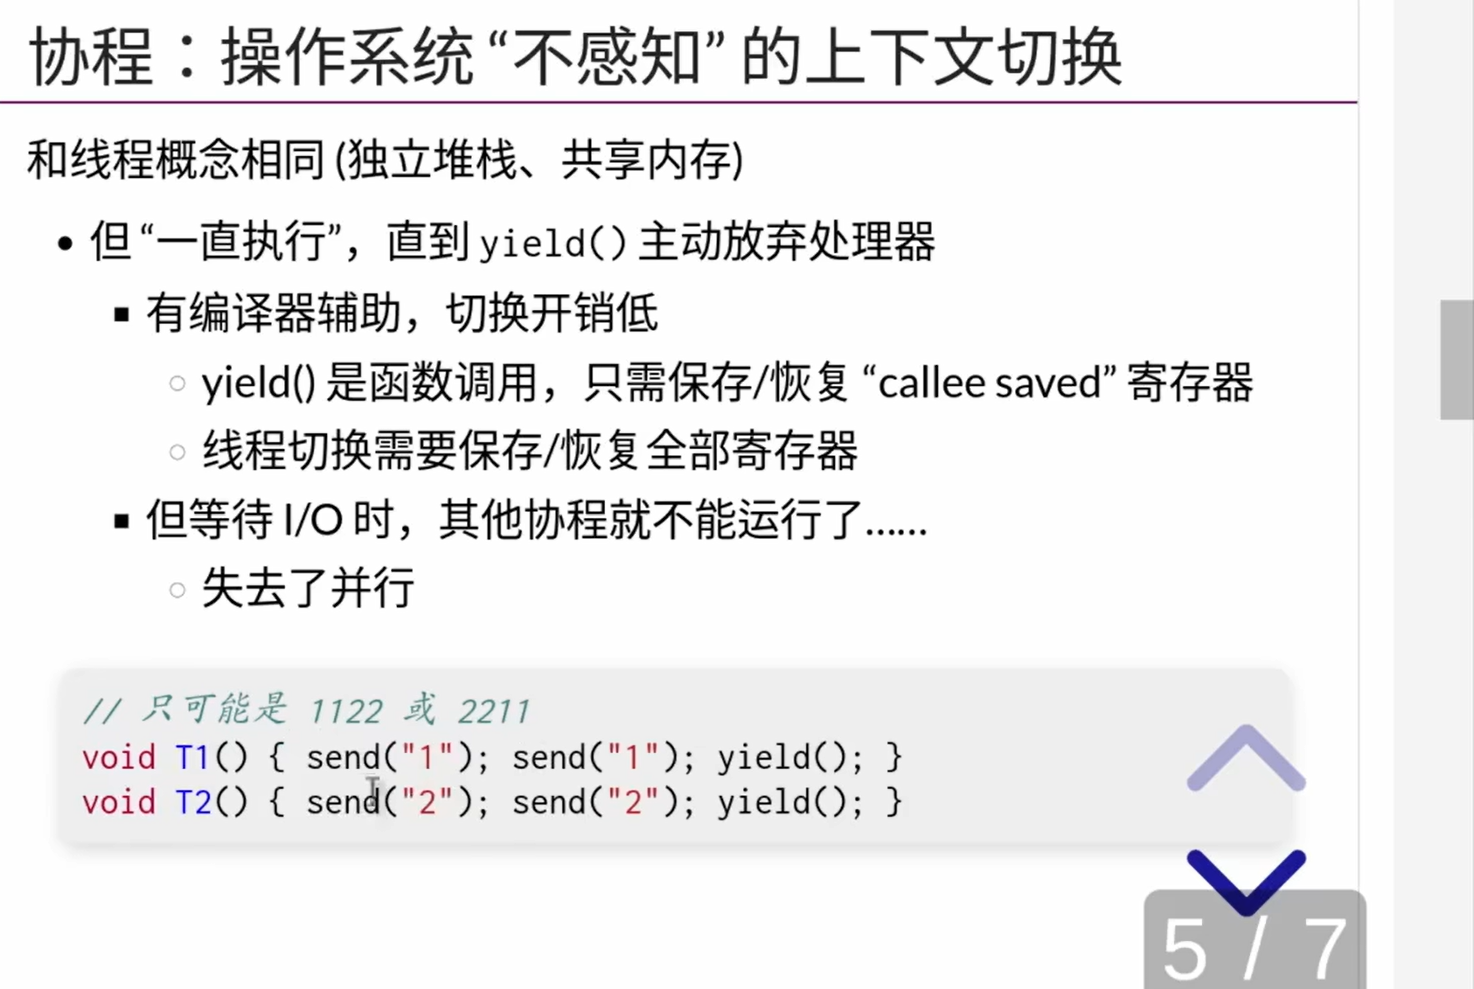 协程：操作系统 “不感知” 的上下文切换
和线程概念相同 (独立堆栈、共享内存)
但 “一直执行”，直到 yield() 主动放弃处理器
有编译器辅助，切换开销低
yield() 是函数调用，只需保存/恢复 “callee saved” 寄存器
线程切换需要保存/恢复全部寄存器
但等待 I/O 时，其他协程就不能运行了……
失去了并行
// 只可能是 1122 或 2211
void T1() { send("1"); send("1"); yield(); }
void T2() { send("2"); send("2"); yield(); }
5 / 7